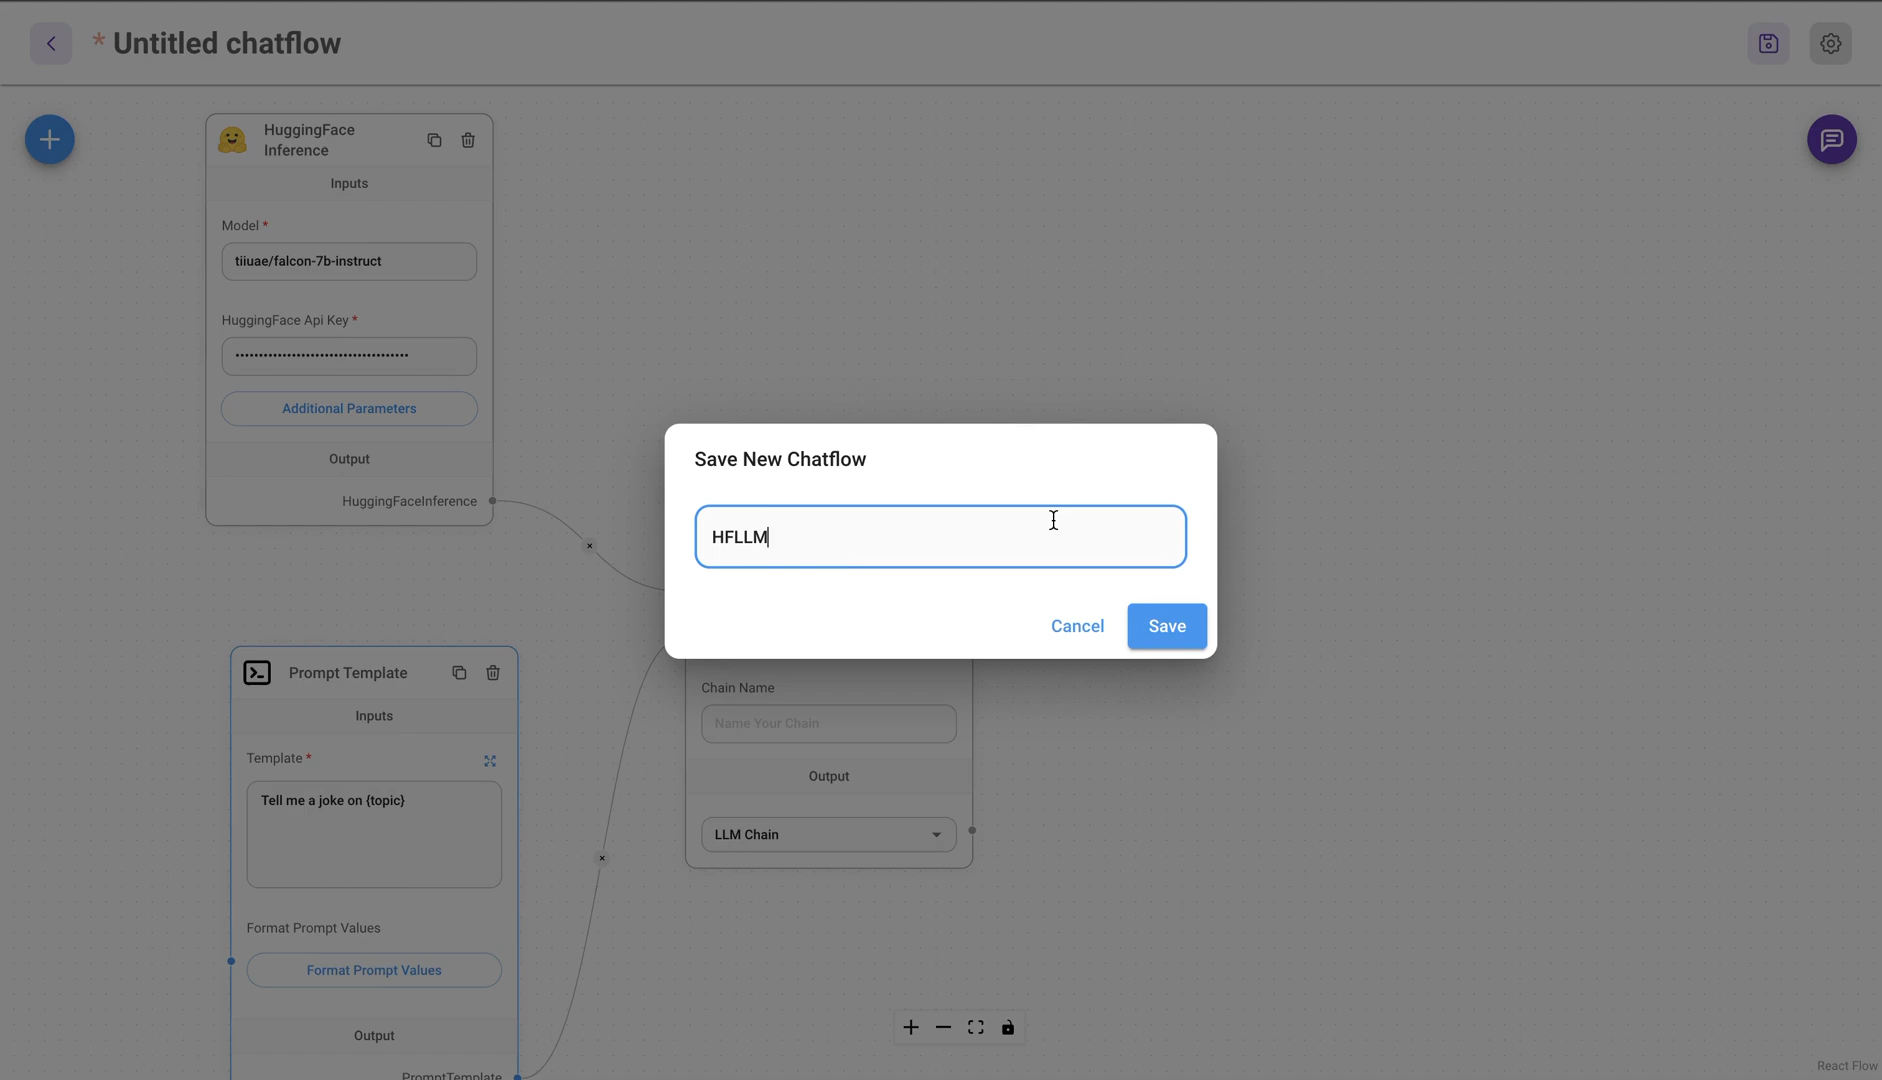 * Untitled chatflow
HuggingFace
Inference
Inputs
Model *
tiiuae/falcon-7b-instruct
HuggingFace Api Key *
••••••••••••••••••••••••••••••••••••• 
Additional Parameters
Output
HuggingFaceInference
Save New Chatflow
HFLLM
Cancel
Save
Prompt Template
Inputs
Template *
Tell me a joke on {topic}
Format Prompt Values
Format Prompt Values
Output
PromptTemplate
Chain Name
Name Your Chain
Output
LLM Chain
React Flow